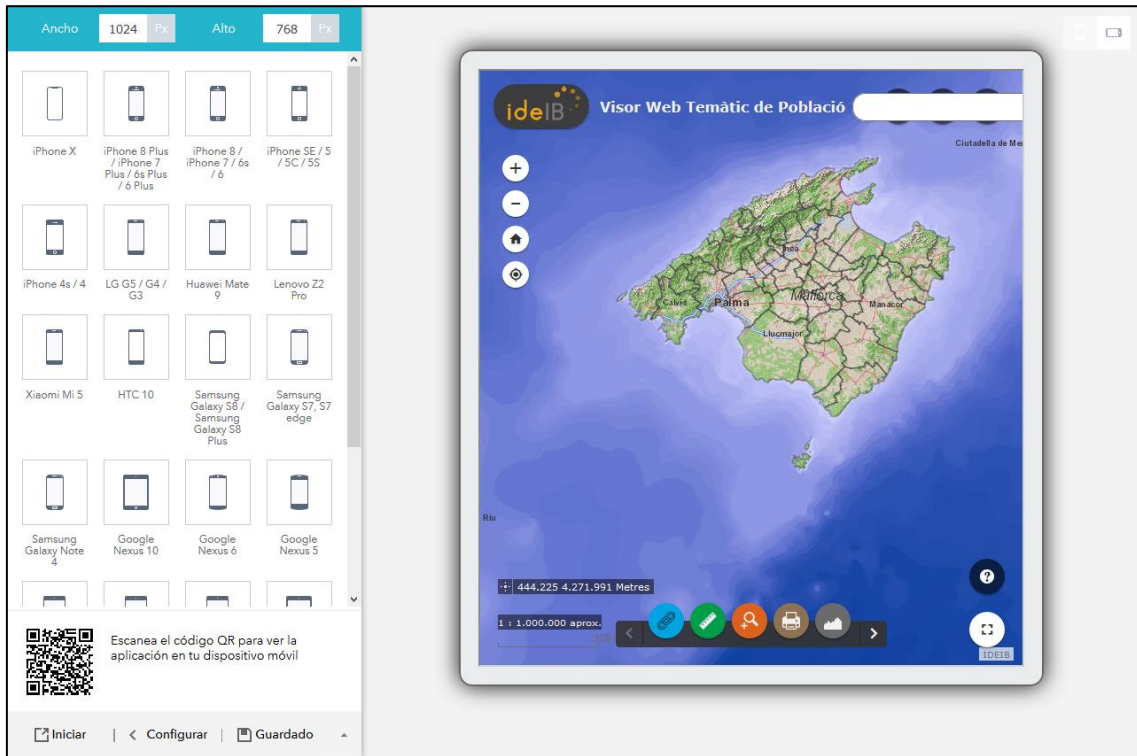 Ancho 1024 Px Alto 768 Px
iPhone X
iPhone 8 Plus
/ iPhone 7
Plus / 6s Plus
/ 6 Plus
iPhone 8 /
iPhone 7 / 6s
/ 6
iPhone SE / 5
/ 5C / 5S
iPhone 4s / 4
LG G5 / G4 /
G3
Huawei Mate
9
Lenovo Z2
Pro
Xiaomi Mi 5
HTC 10
Samsung
Galaxy S8 /
Samsung
Galaxy S8
Plus
Samsung
Galaxy S7, S7
edge
Samsung
Galaxy Note
4
Google
Nexus 10
Google
Nexus 6
Google
Nexus 5
Escanea el código QR para ver la
aplicación en tu dispositivo móvil
Iniciar | < Configurar | Guardado
ideIB
Visor Web Temàtic de Població
Ciutadella de
Inca
Calvià
Palma
Mallorca
Manacor
Llucmajor
Riu
444.225 4.271.991 Metres
1 : 1.000.000 aprox.
IDEIB